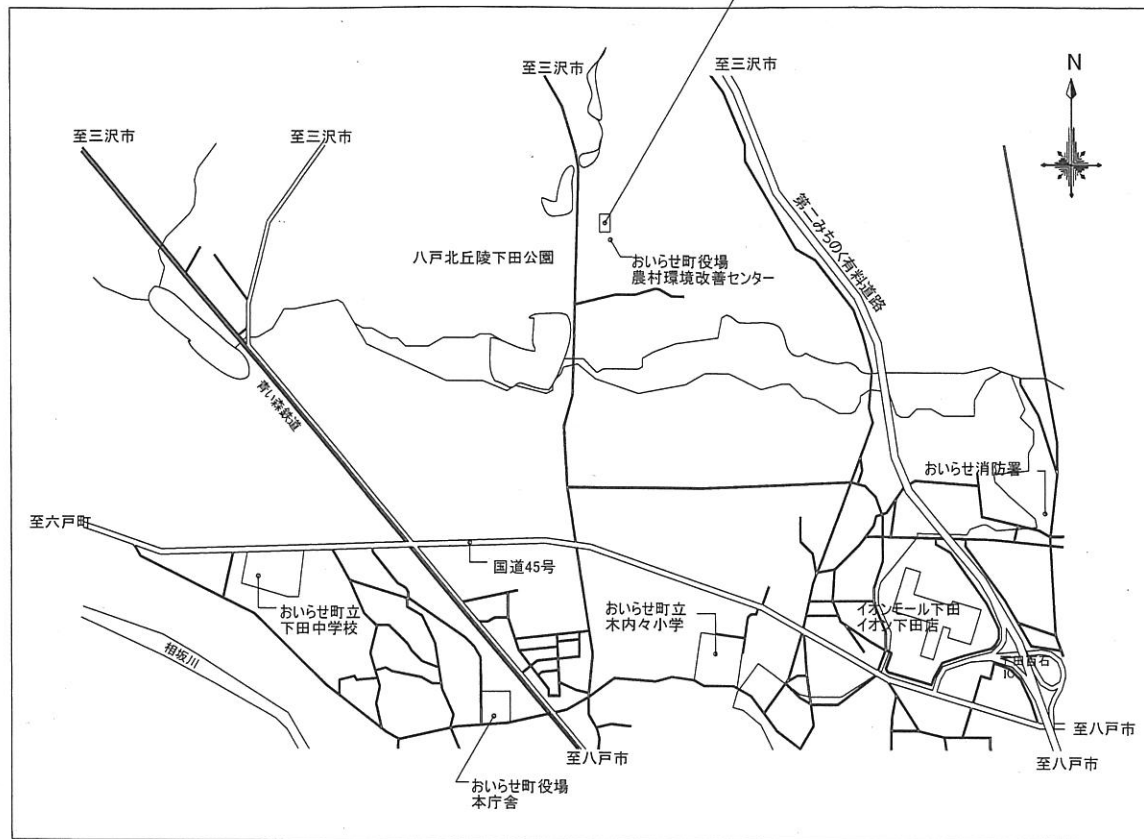 至三沢市
至三沢市
至三沢市
至三沢市
N
第二みちのく有料道路
八戸北丘陵下田公園
おいらせ町役場
農村環境改善センター
青い森鉄道
おいらせ消防署
至六戸町
国道45号
おいらせ町立
下田中学校
おいらせ町立
木内々小学
イオンモール下田
イオン下田店
相坂川
下田百石
IC
至八戸市
至八戸市
至八戸市
おいらせ町役場
本庁舎